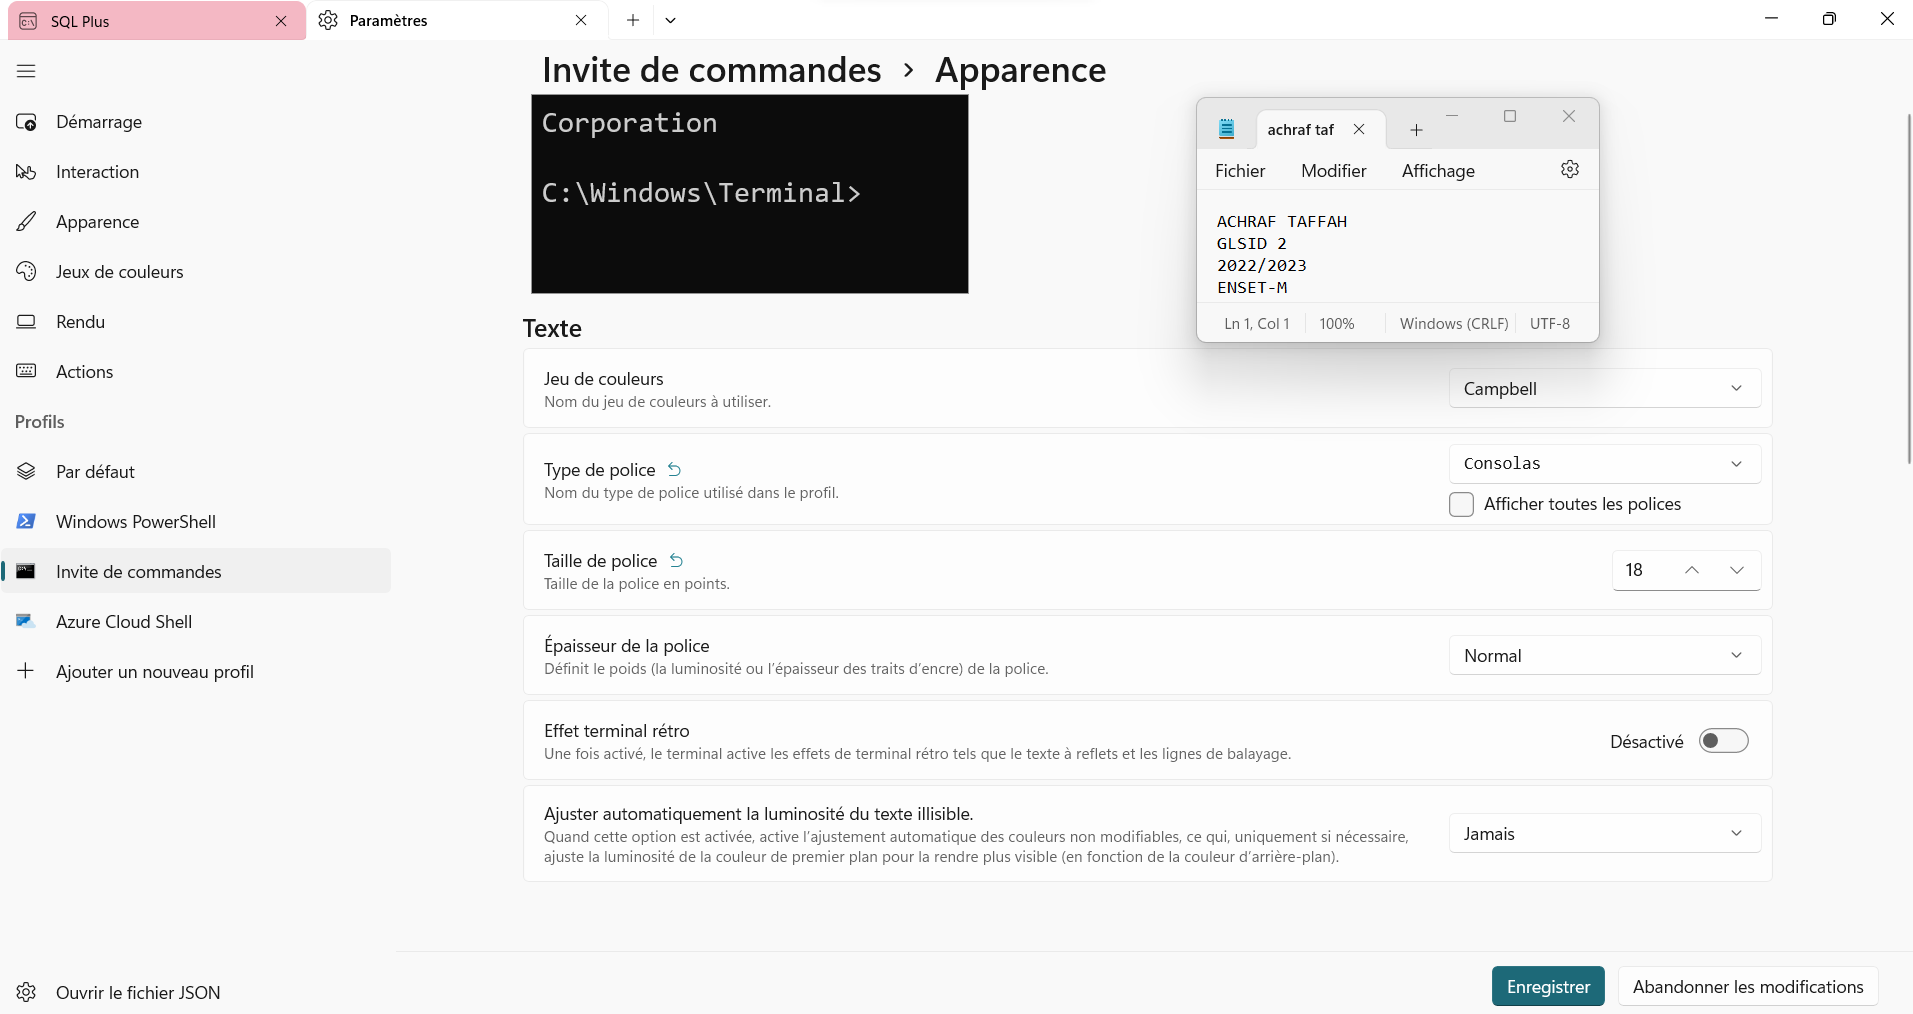 SQL Plus
Paramètres
Démarrage
Interaction
Apparence
Jeux de couleurs
Rendu
Actions
Profils
Par défaut
Windows PowerShell
Invite de commandes
Azure Cloud Shell
Ajouter un nouveau profil
Ouvrir le fichier JSON
Invite de commandes > Apparence
Corporation
C:\Windows\Terminal>
achraf taf
Fichier Modifier Affichage
ACHRAF TAFFAH
GLSID 2
2022/2023
ENSET-M
Ln 1, Col 1 100% Windows (CRLF) UTF-8
Texte
Jeu de couleurs
Nom du jeu de couleurs à utiliser.
Campbell
Type de police
Nom du type de police utilisé dans le profil.
Consolas
Afficher toutes les polices
Taille de police
Taille de la police en points.
18
Épaisseur de la police
Définit le poids (la luminosité ou l'épaisseur des traits d'encre) de la police.
Normal
Effet terminal rétro
Une fois activé, le terminal active les effets de terminal rétro tels que le texte à reflets et les lignes de balayage.
Désactivé
Ajuster automatiquement la luminosité du texte illisible.
Quand cette option est activée, active l'ajustement automatique des couleurs non modifiables, ce qui, uniquement si nécessaire,
ajuste la luminosité de la couleur de premier plan pour la rendre plus visible (en fonction de la couleur d'arrière-plan).
Jamais
Enregistrer
Abandonner les modifications